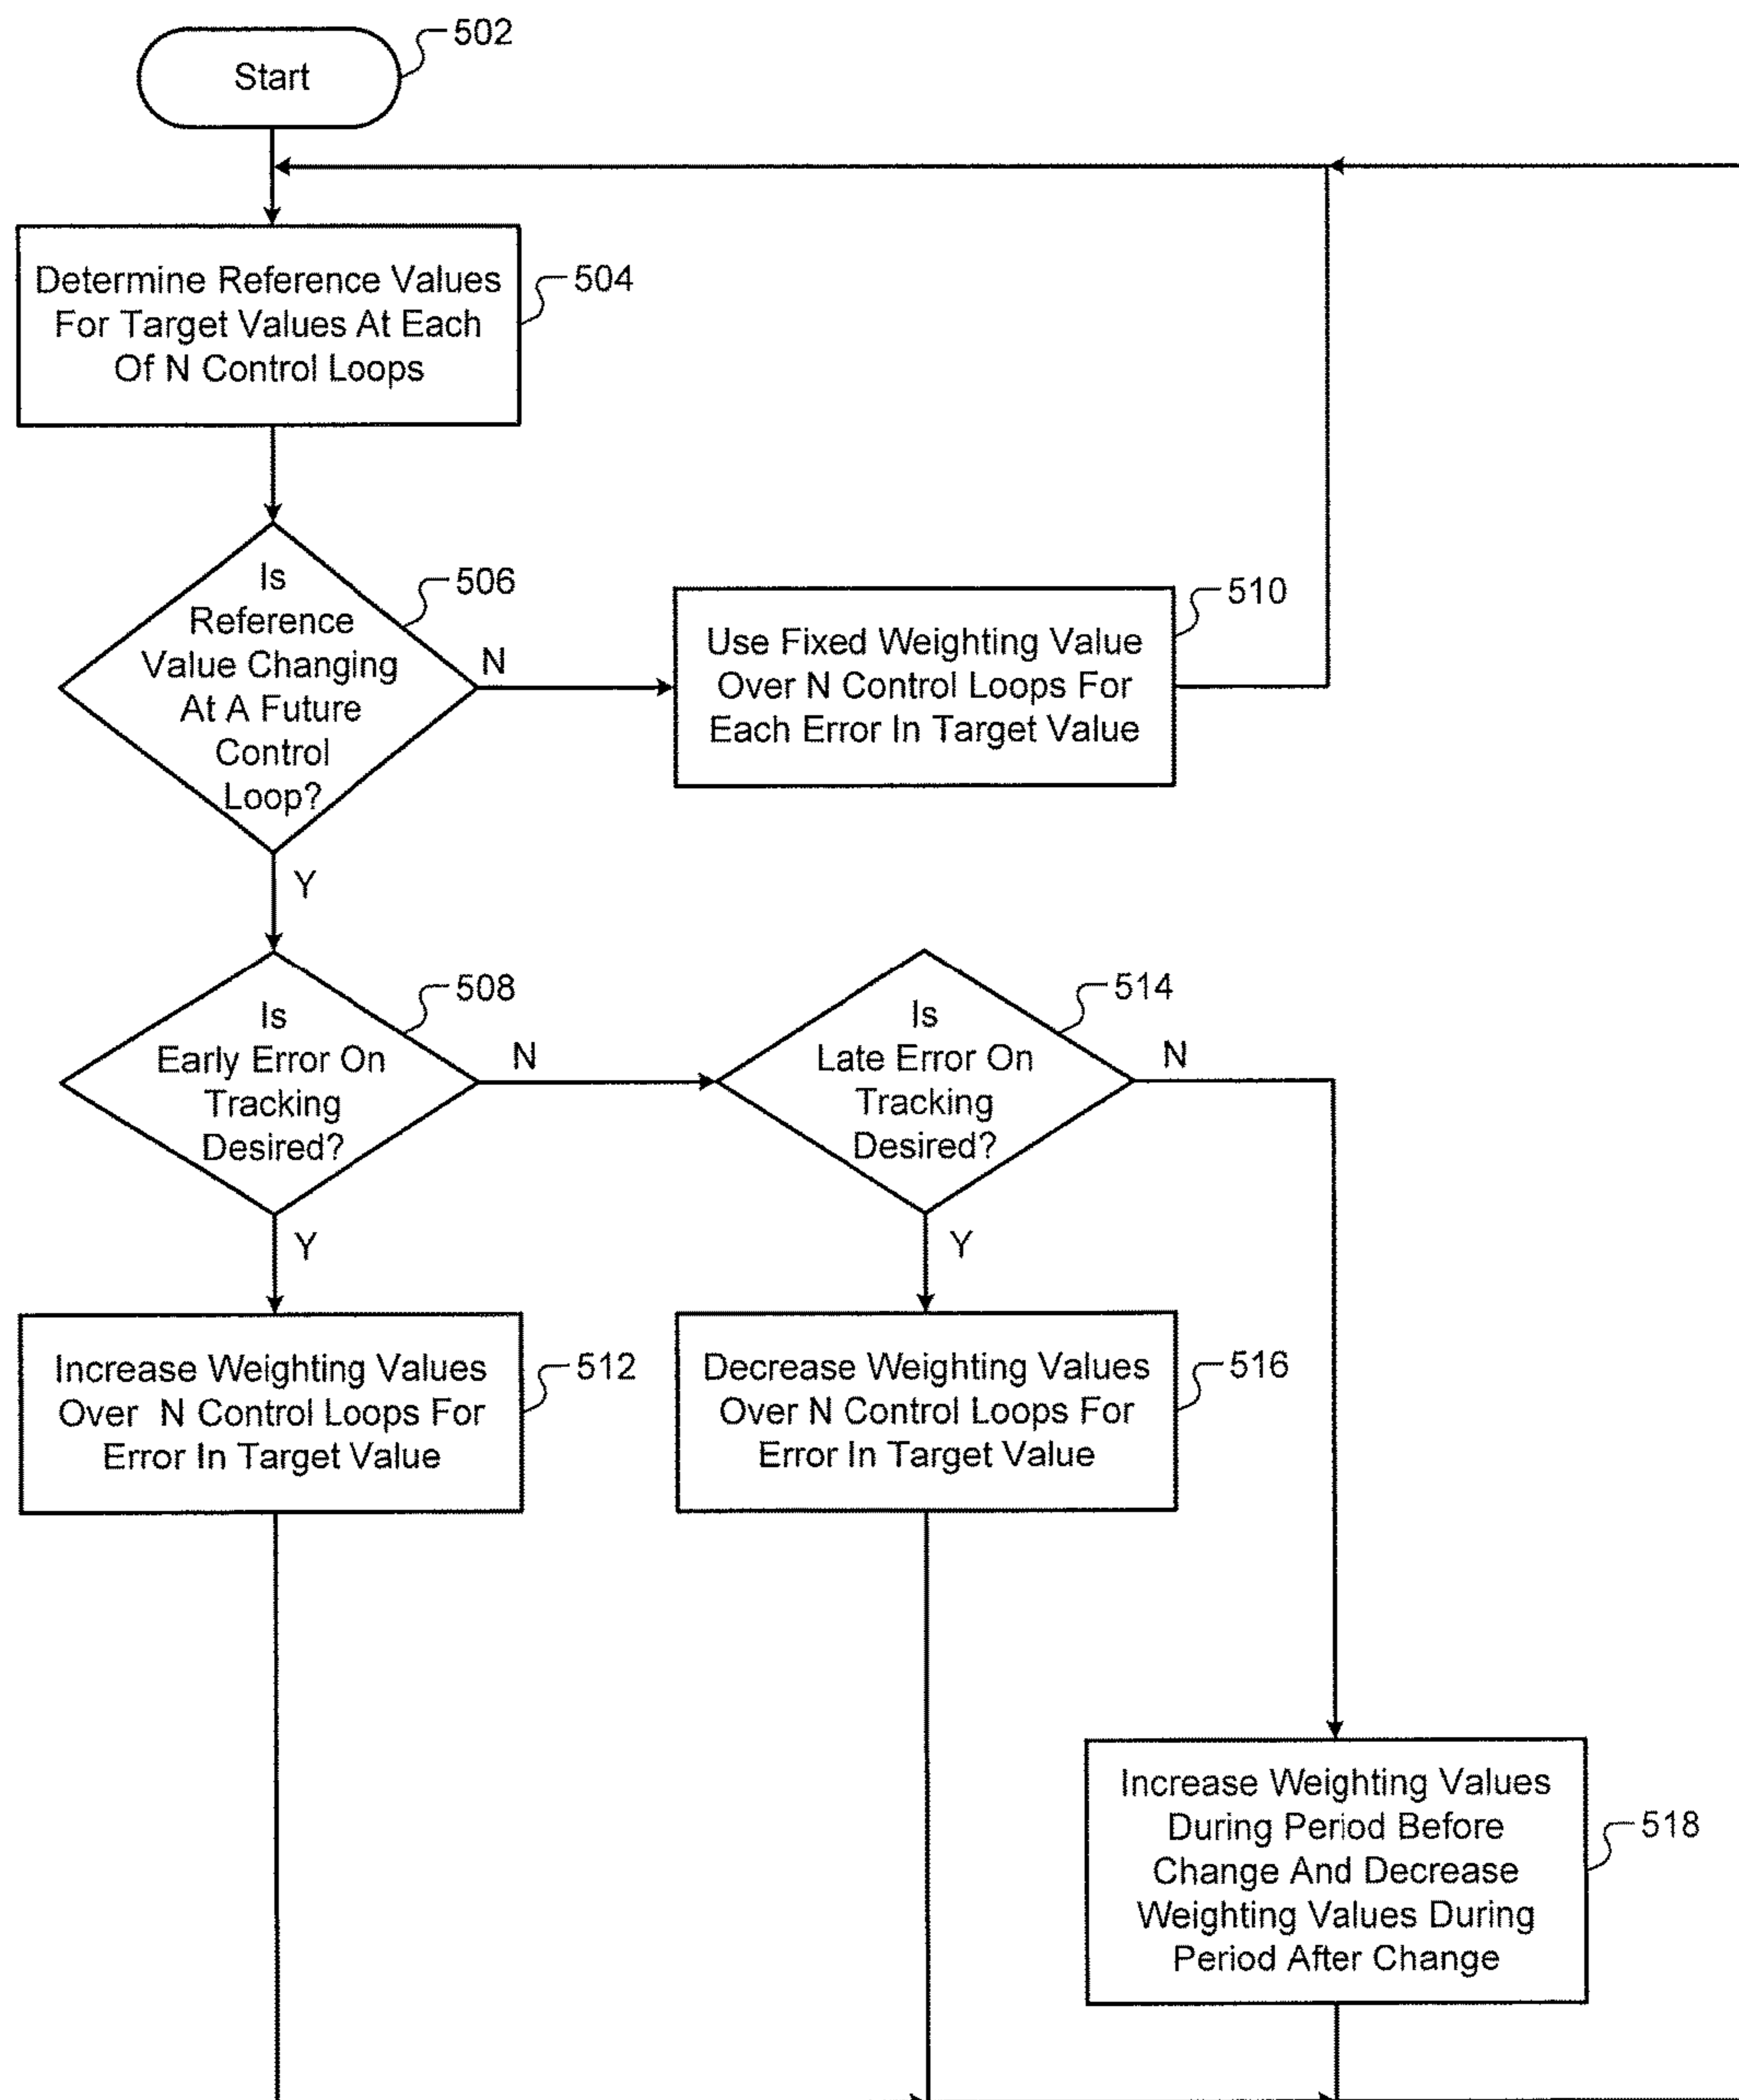 Start
502
Determine Reference Values
For Target Values At Each
Of N Control Loops
504
Is
Reference
Value Changing
At A Future
Control
Loop?
506
N
Use Fixed Weighting Value
Over N Control Loops For
Each Error In Target Value
510
Y
Is
Early Error On
Tracking
Desired?
508
N
Is
Late Error On
Tracking
Desired?
514
N
Y
Y
Increase Weighting Values
Over N Control Loops For
Error In Target Value
512
Decrease Weighting Values
Over N Control Loops For
Error In Target Value
516
Increase Weighting Values
During Period Before
Change And Decrease
Weighting Values During
Period After Change
518